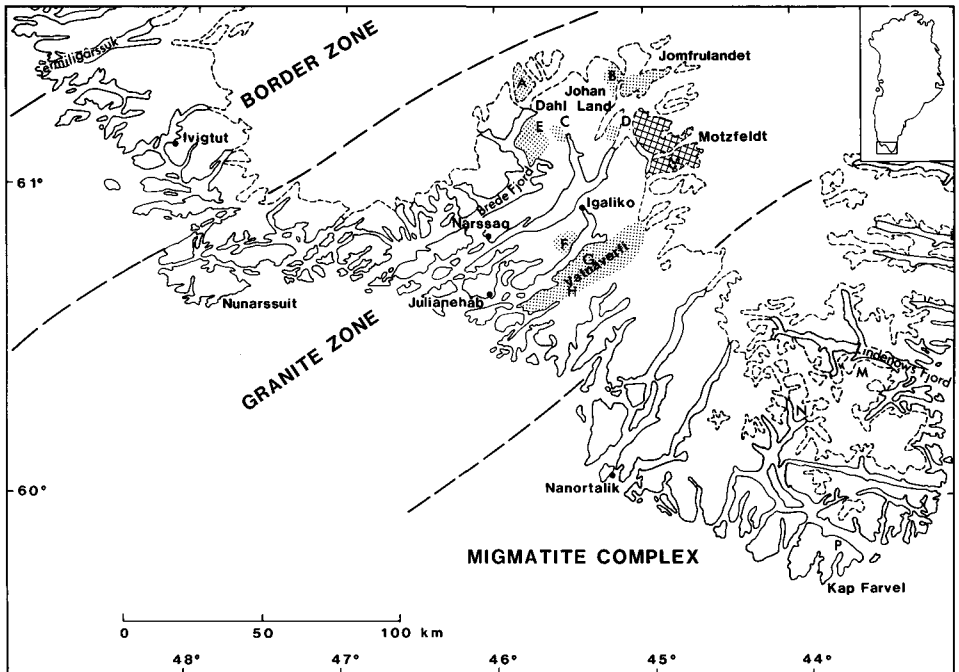 Sermiligârssuk
BORDER ZONE
Ivigtut
61°
Nunarssuit
GRANITE ZONE
A
B
Jomfrulandet
Johan
Dahl Land
E
C
D
Motzfeldt
Brede Fjord
Narssaq
Igaliko
F
G
Vatnaverfi
H
Julianehåb
Lindenows Fjord
M
N
60°
Nanortalik
MIGMATITE COMPLEX
P
Kap Farvel
0 50 100 km
48° 47° 46° 45° 44°